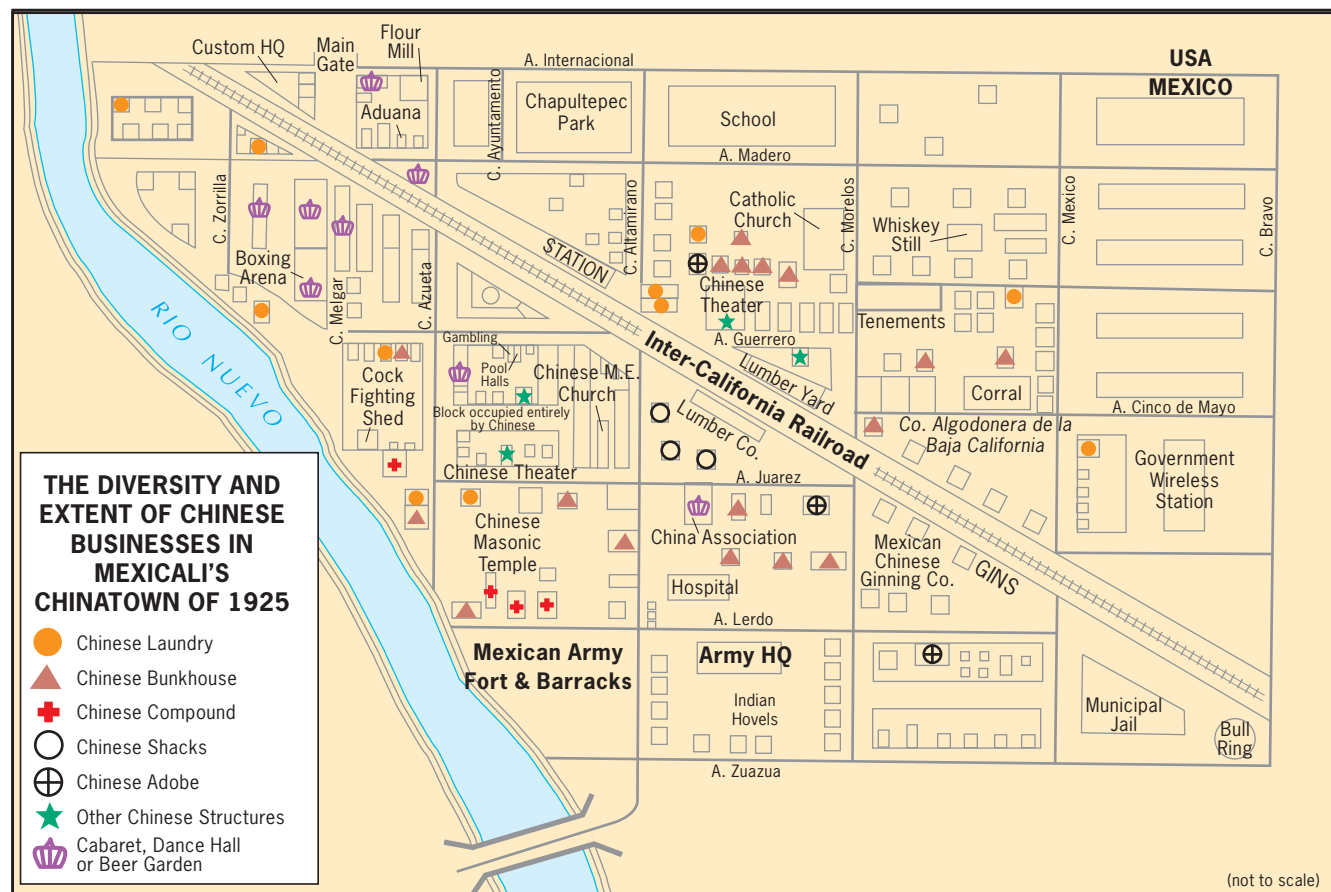 Custom HQ
Main
Gate
Flour
Mill
A. Internacional
USA
MEXICO
Aduana
C. Ayuntamento
Chapultepec
Park
School
A. Madero
C. Zorrilla
Boxing
Arena
C. Melgar
C. Azueta
STATION
C. Altamirano
Catholic
Church
C. Morelos
Whiskey
Still
C. Mexico
C. Bravo
Chinese
Theater
A. Guerrero
Tenements
RIO NUEVO
Gambling
Pool
Halls
Chinese M.E.
Church
Inter-California Railroad
Lumber Yard
Corral
A. Cinco de Mayo
Cock
Fighting
Shed
Block occupied entirely
by Chinese
Lumber Co.
Co. Algodonera de la
Baja California
Chinese Theater
A. Juarez
Government
Wireless
Station
Chinese
Masonic
Temple
China Association
Hospital
Mexican
Chinese
Ginning Co.
GINS
A. Lerdo
Mexican Army
Fort & Barracks
Army HQ
Indian
Hovels
Municipal
Jail
Bull
Ring
A. Zuazua
THE DIVERSITY AND
EXTENT OF CHINESE
BUSINESSES IN
MEXICALI'S
CHINATOWN OF 1925
Chinese Laundry
Chinese Bunkhouse
Chinese Compound
Chinese Shacks
Chinese Adobe
Other Chinese Structures
Cabaret, Dance Hall
or Beer Garden
(not to scale)